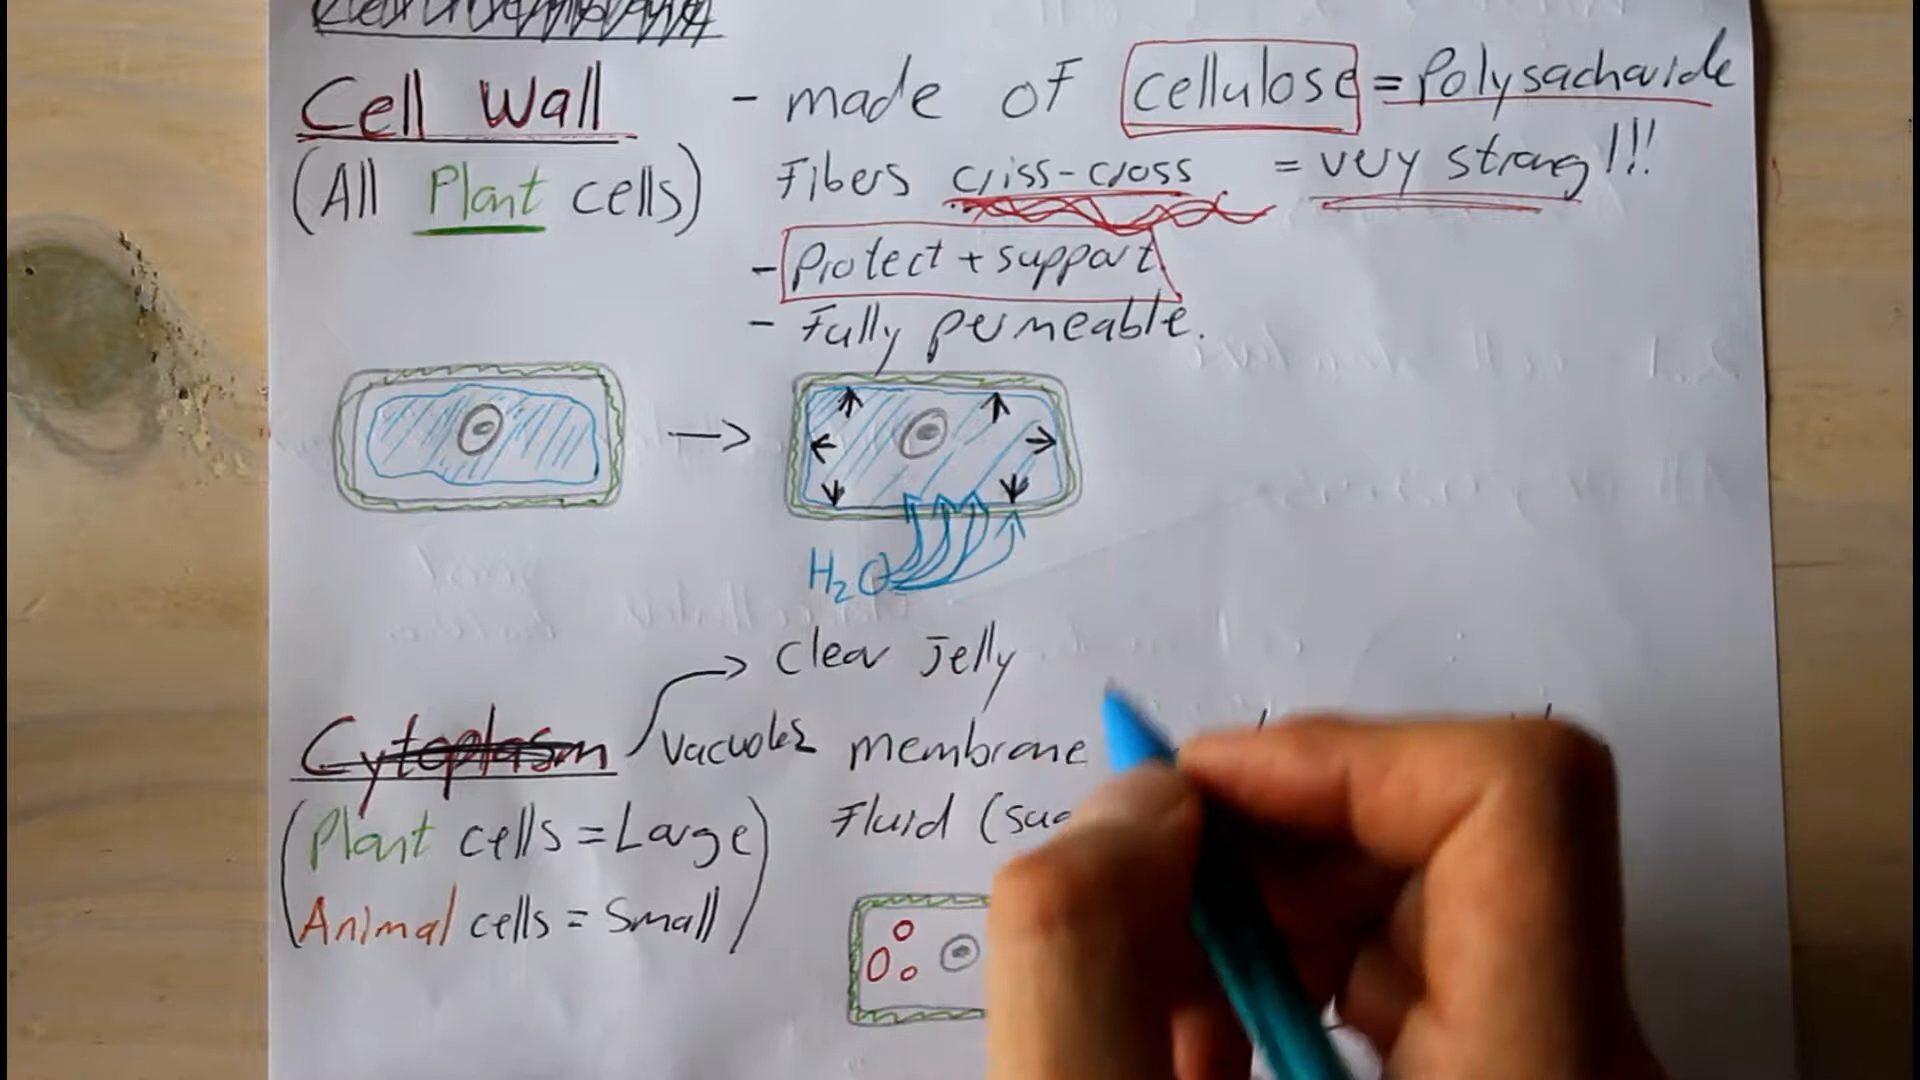 Cell Wall
(All Plant cells)
- made of cellulose = Polysacharide
Fibers criss-cross = very strong!!!
- Protect + support
- Fully permeable.
H₂O
→ clear jelly
Cytoplasm
vacuoles membrane
(Plant cells = Large)
Animal cells = Small
Fluid (